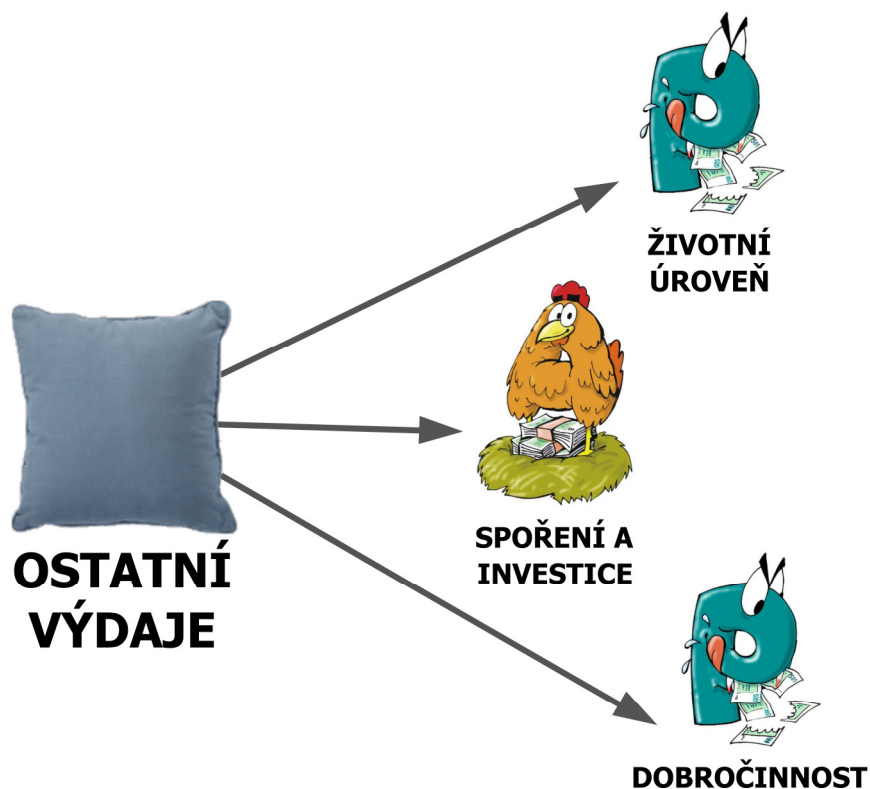 ŽIVOTNÍ
ÚROVEŇ
SPOŘENÍ A
INVESTICE
OSTATNÍ
VÝDAJE
DOBROČINNOST